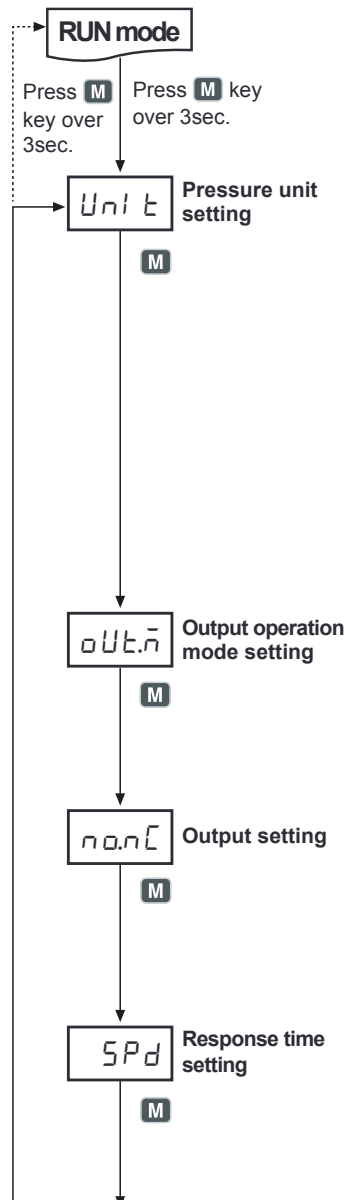 RUN mode
Press M
key over
3sec.
Press M key
over 3sec.
UnI t
Pressure unit
setting
M
oUt.m
Output operation
mode setting
M
no.nC
Output setting
M
SPd
Response time
setting
M